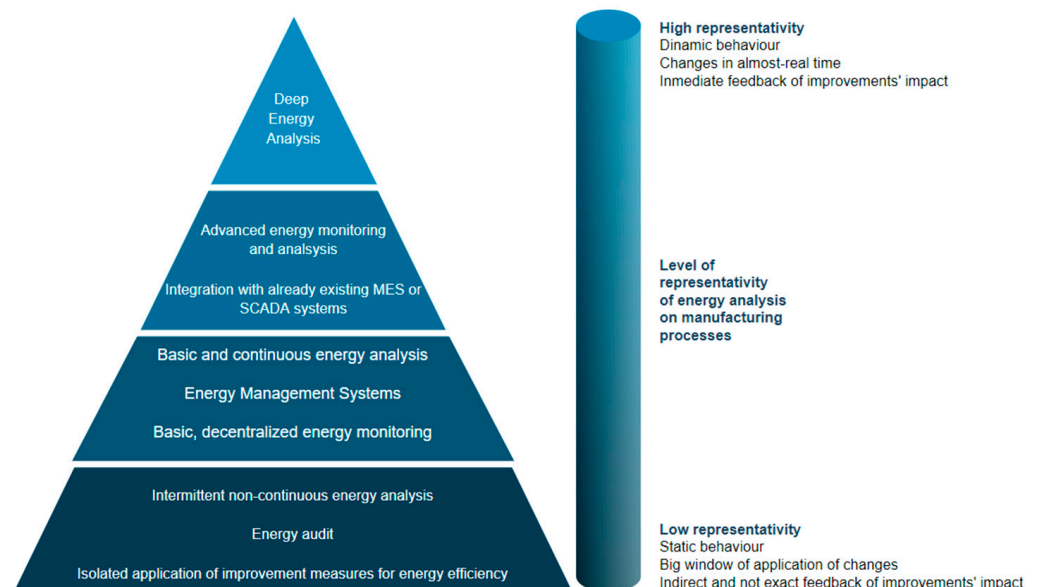 Deep
Energy
Analysis
Advanced energy monitoring
and analsysis
Integration with already existing MES or
SCADA systems
Basic and continuous energy analysis
Energy Management Systems
Basic, decentralized energy monitoring
Intermittent non-continuous energy analysis
Energy audit
Isolated application of improvement measures for energy efficiency
High representativity
Dinamic behaviour
Changes in almost-real time
Inmediate feedback of improvements' impact
Level of
representativity
of energy analysis
on manufacturing
processes
Low representativity
Static behaviour
Big window of application of changes
Indirect and not exact feedback of improvements' impact